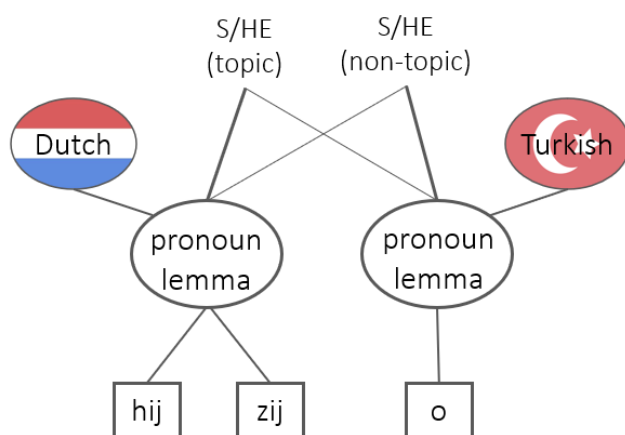 S/HE
(topic)
S/HE
(non-topic)
Dutch
Turkish
pronoun
lemma
pronoun
lemma
hij
zij
o